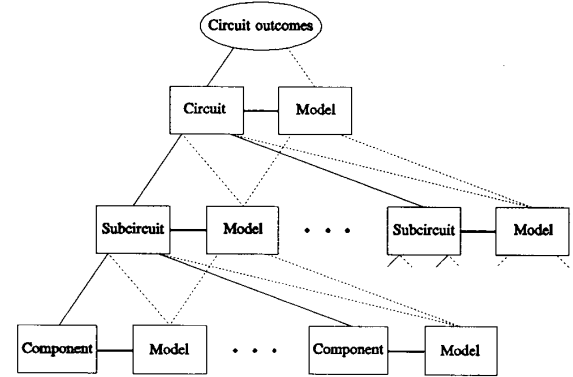 Circuit outcomes
Circuit
Model
Subcircuit
Model
Subcircuit
Model
Component
Model
Component
Model